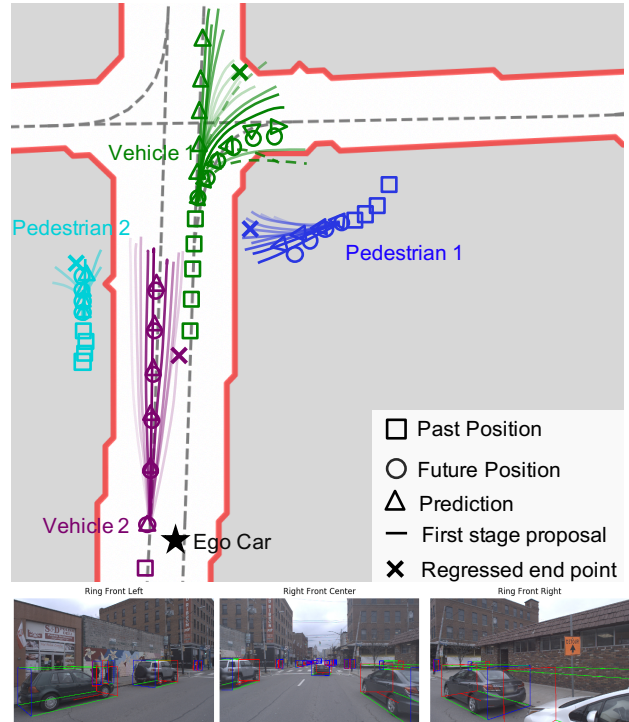 Vehicle 1
Pedestrian 2
Pedestrian 1
Past Position
Future Position
Prediction
First stage proposal
Regressed end point
Vehicle 2
Ego Car
Ring Front Left
Right Front Center
Ring Front Right